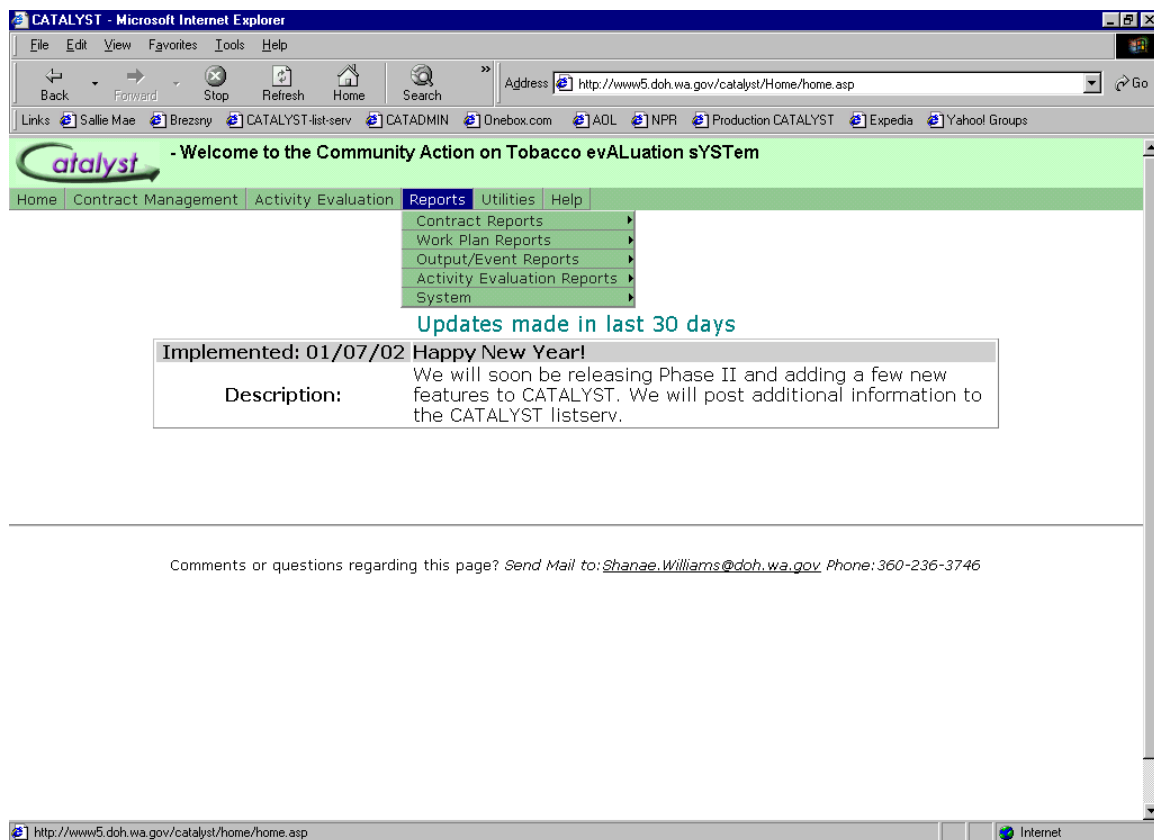 CATALYST - Microsoft Internet Explorer
File Edit View Favorites Tools Help
Back Forward Stop Refresh Home Search » Address http://www5.doh.wa.gov/catalyst/Home/home.asp Go
Links Sallie Mae Brezsny CATALYST-list-serv CATADMIN Onebox.com AOL NPR Production CATALYST Expedia Yahoo! Groups
Catalyst - Welcome to the Community Action on Tobacco evALuation sYSTem
Home Contract Management Activity Evaluation Reports Utilities Help
Contract Reports
Work Plan Reports
Output/Event Reports
Activity Evaluation Reports
System
Updates made in last 30 days
Implemented: 01/07/02 Happy New Year!
Description:
We will soon be releasing Phase II and adding a few new
features to CATALYST. We will post additional information to
the CATALYST listserv.
Comments or questions regarding this page? Send Mail to: Shanae.Williams@doh.wa.gov Phone: 360-236-3746
http://www5.doh.wa.gov/catalyst/home/home.asp Internet